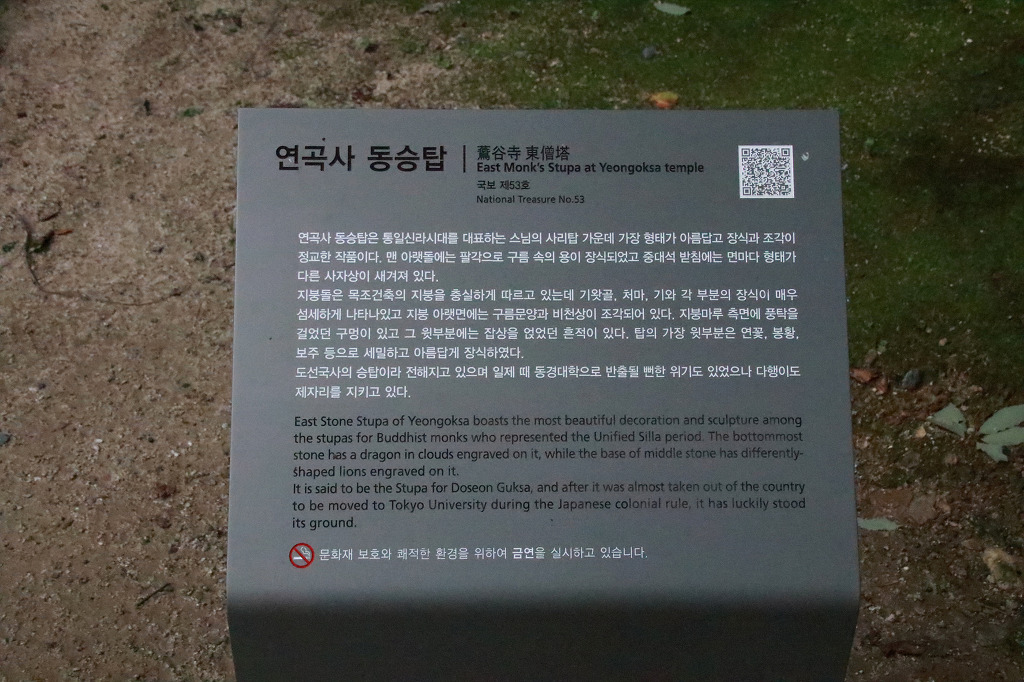 연곡사 동승탑
鷰谷寺 東僧塔
East Monk's Stupa at Yeongoksa temple
국보 제53호
National Treasure No.53
연곡사 동승탑은 통일신라시대를 대표하는 스님의 사리탑 가운데 가장 형태가 아름답고 장식과 조각이
정교한 작품이다. 맨 아랫돌에는 팔각으로 구름 속의 용이 장식되었고 중대석 받침에는 면마다 형태가
다른 사자상이 새겨져 있다.
지붕돌은 목조건축의 지붕을 충실하게 따르고 있는데 기왓골, 처마, 기와 각 부분의 장식이 매우
섬세하게 나타나있고 지붕 아랫면에는 구름문양과 비천상이 조각되어 있다. 지붕마루 측면에 풍탁을
걸었던 구멍이 있고 그 윗부분에는 잡상을 얹었던 흔적이 있다. 탑의 가장 윗부분은 연꽃, 봉황,
보주 등으로 세밀하고 아름답게 장식하였다.
도선국사의 승탑이라 전해지고 있으며 일제 때 동경대학으로 반출될 뻔한 위기도 있었으나 다행이도
제자리를 지키고 있다.
East Stone Stupa of Yeongoksa boasts the most beautiful decoration and sculpture among
the stupas for Buddhist monks who represented the Unified Silla period. The bottommost
stone has a dragon in clouds engraved on it, while the base of middle stone has differently-
shaped lions engraved on it.
It is said to be the Stupa for Doseon Guksa, and after it was almost taken out of the country
to be moved to Tokyo University during the Japanese colonial rule, it has luckily stood
its ground.
문화재 보호와 쾌적한 환경을 위하여 금연을 실시하고 있습니다.